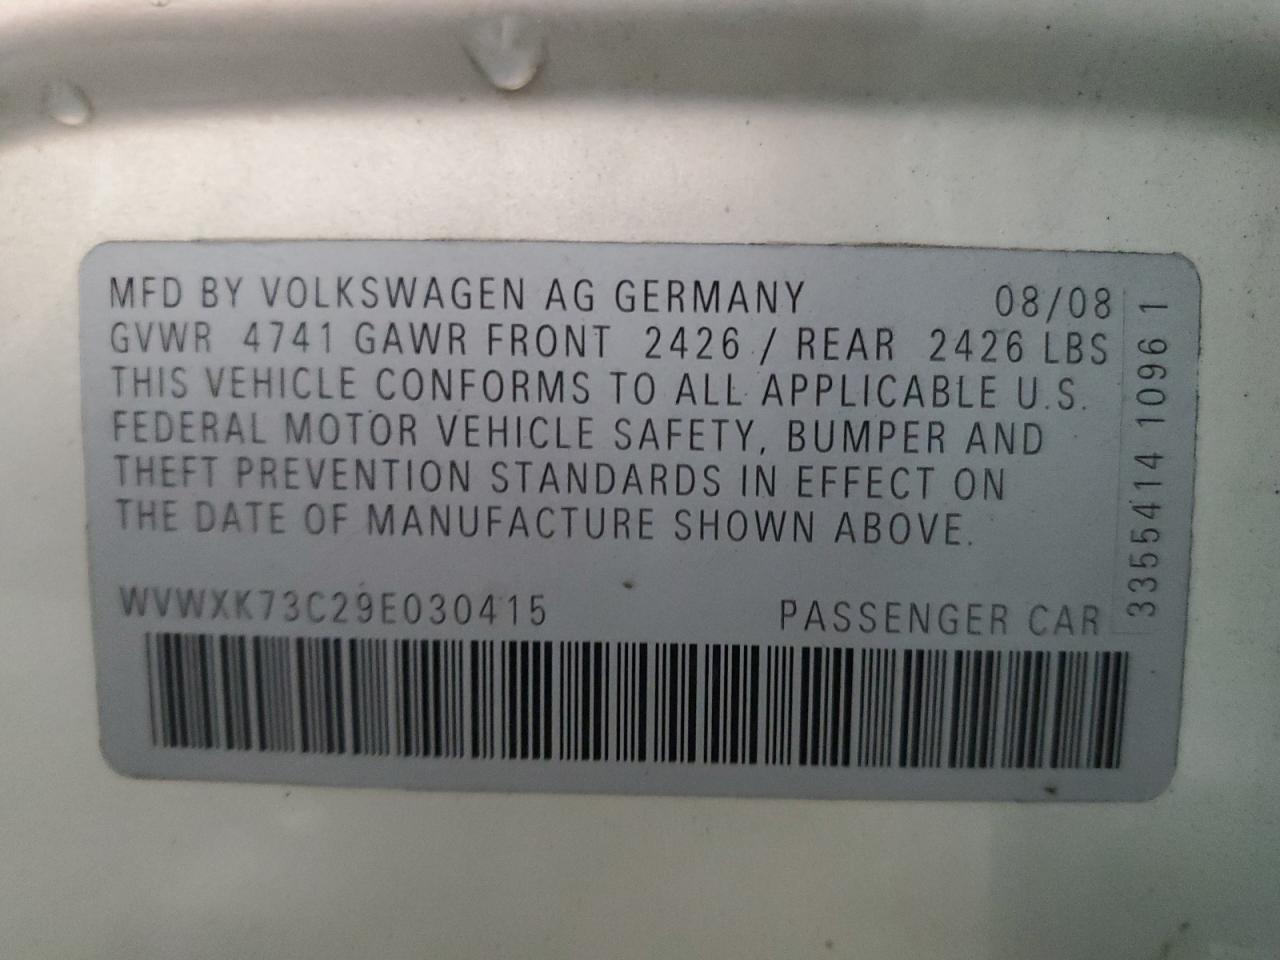 MFD BY VOLKSWAGEN AG GERMANY 08/08
GVWR 4741 GAWR FRONT 2426 / REAR 2426 LBS
THIS VEHICLE CONFORMS TO ALL APPLICABLE U.S.
FEDERAL MOTOR VEHICLE SAFETY, BUMPER AND
THEFT PREVENTION STANDARDS IN EFFECT ON
THE DATE OF MANUFACTURE SHOWN ABOVE.
WVWXK73C29E030415 PASSENGER CAR
3355414 1096 1